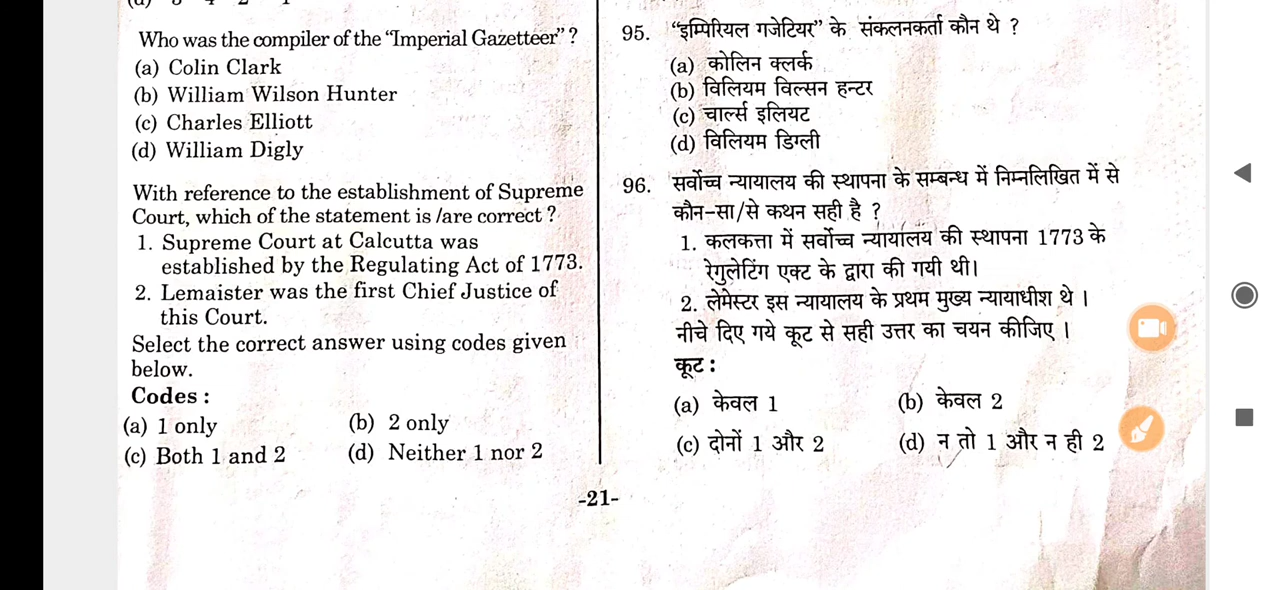 Who was the compiler of the “Imperial Gazetteer” ?
(a) Colin Clark
(b) William Wilson Hunter
(c) Charles Elliott
(d) William Digly
With reference to the establishment of Supreme
Court, which of the statement is /are correct ?
1. Supreme Court at Calcutta was
established by the Regulating Act of 1773.
2. Lemaister was the first Chief Justice of
this Court.
Select the correct answer using codes given
below.
Codes :
(a) 1 only (b) 2 only
(c) Both 1 and 2 (d) Neither 1 nor 2
95. “इम्पिरियल गजेटियर” के संकलनकर्ता कौन थे ?
(a) कोलिन क्लर्क
(b) विलियम विल्सन हन्टर
(c) चार्ल्स इलियट
(d) विलियम डिग्ली
96. सर्वोच्च न्यायालय की स्थापना के सम्बन्ध में निम्नलिखित में से
कौन-सा/से कथन सही है ?
1. कलकत्ता में सर्वोच्च न्यायालय की स्थापना 1773 के
रेगुलेटिंग एक्ट के द्वारा की गयी थी।
2. लेमेस्टर इस न्यायालय के प्रथम मुख्य न्यायाधीश थे ।
नीचे दिए गये कूट से सही उत्तर का चयन कीजिए ।
कूट :
(a) केवल 1 (b) केवल 2
(c) दोनों 1 और 2 (d) न तो 1 और न ही 2
-21-